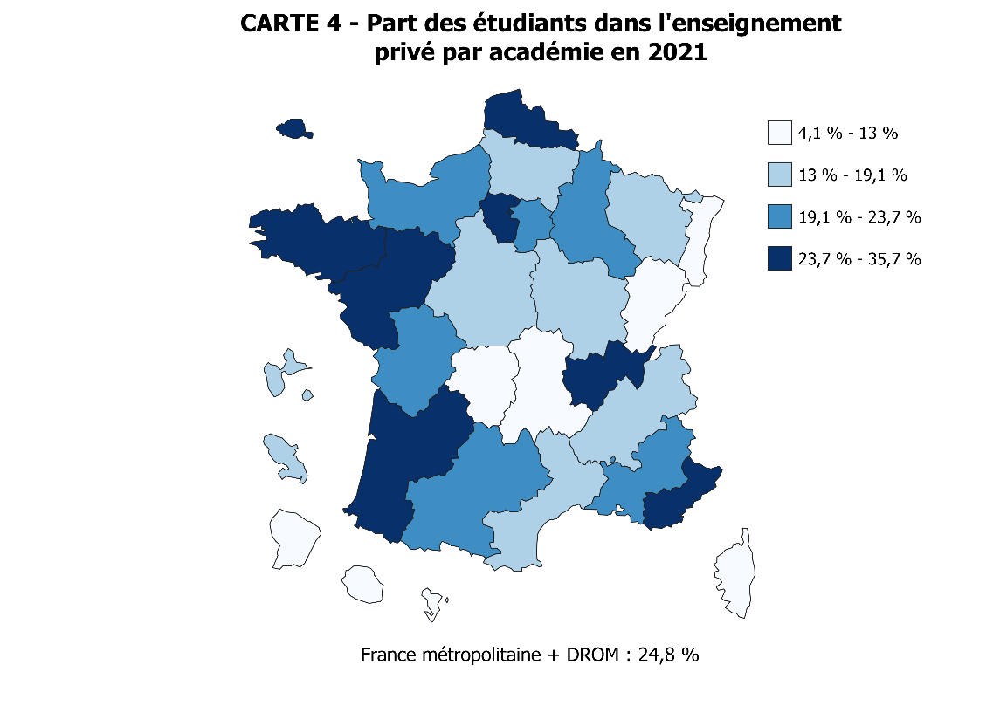 CARTE 4 - Part des étudiants dans l'enseignement
privé par académie en 2021
4,1 % - 13 %
13 % - 19,1 %
19,1 % - 23,7 %
23,7 % - 35,7 %
France métropolitaine + DROM : 24,8 %